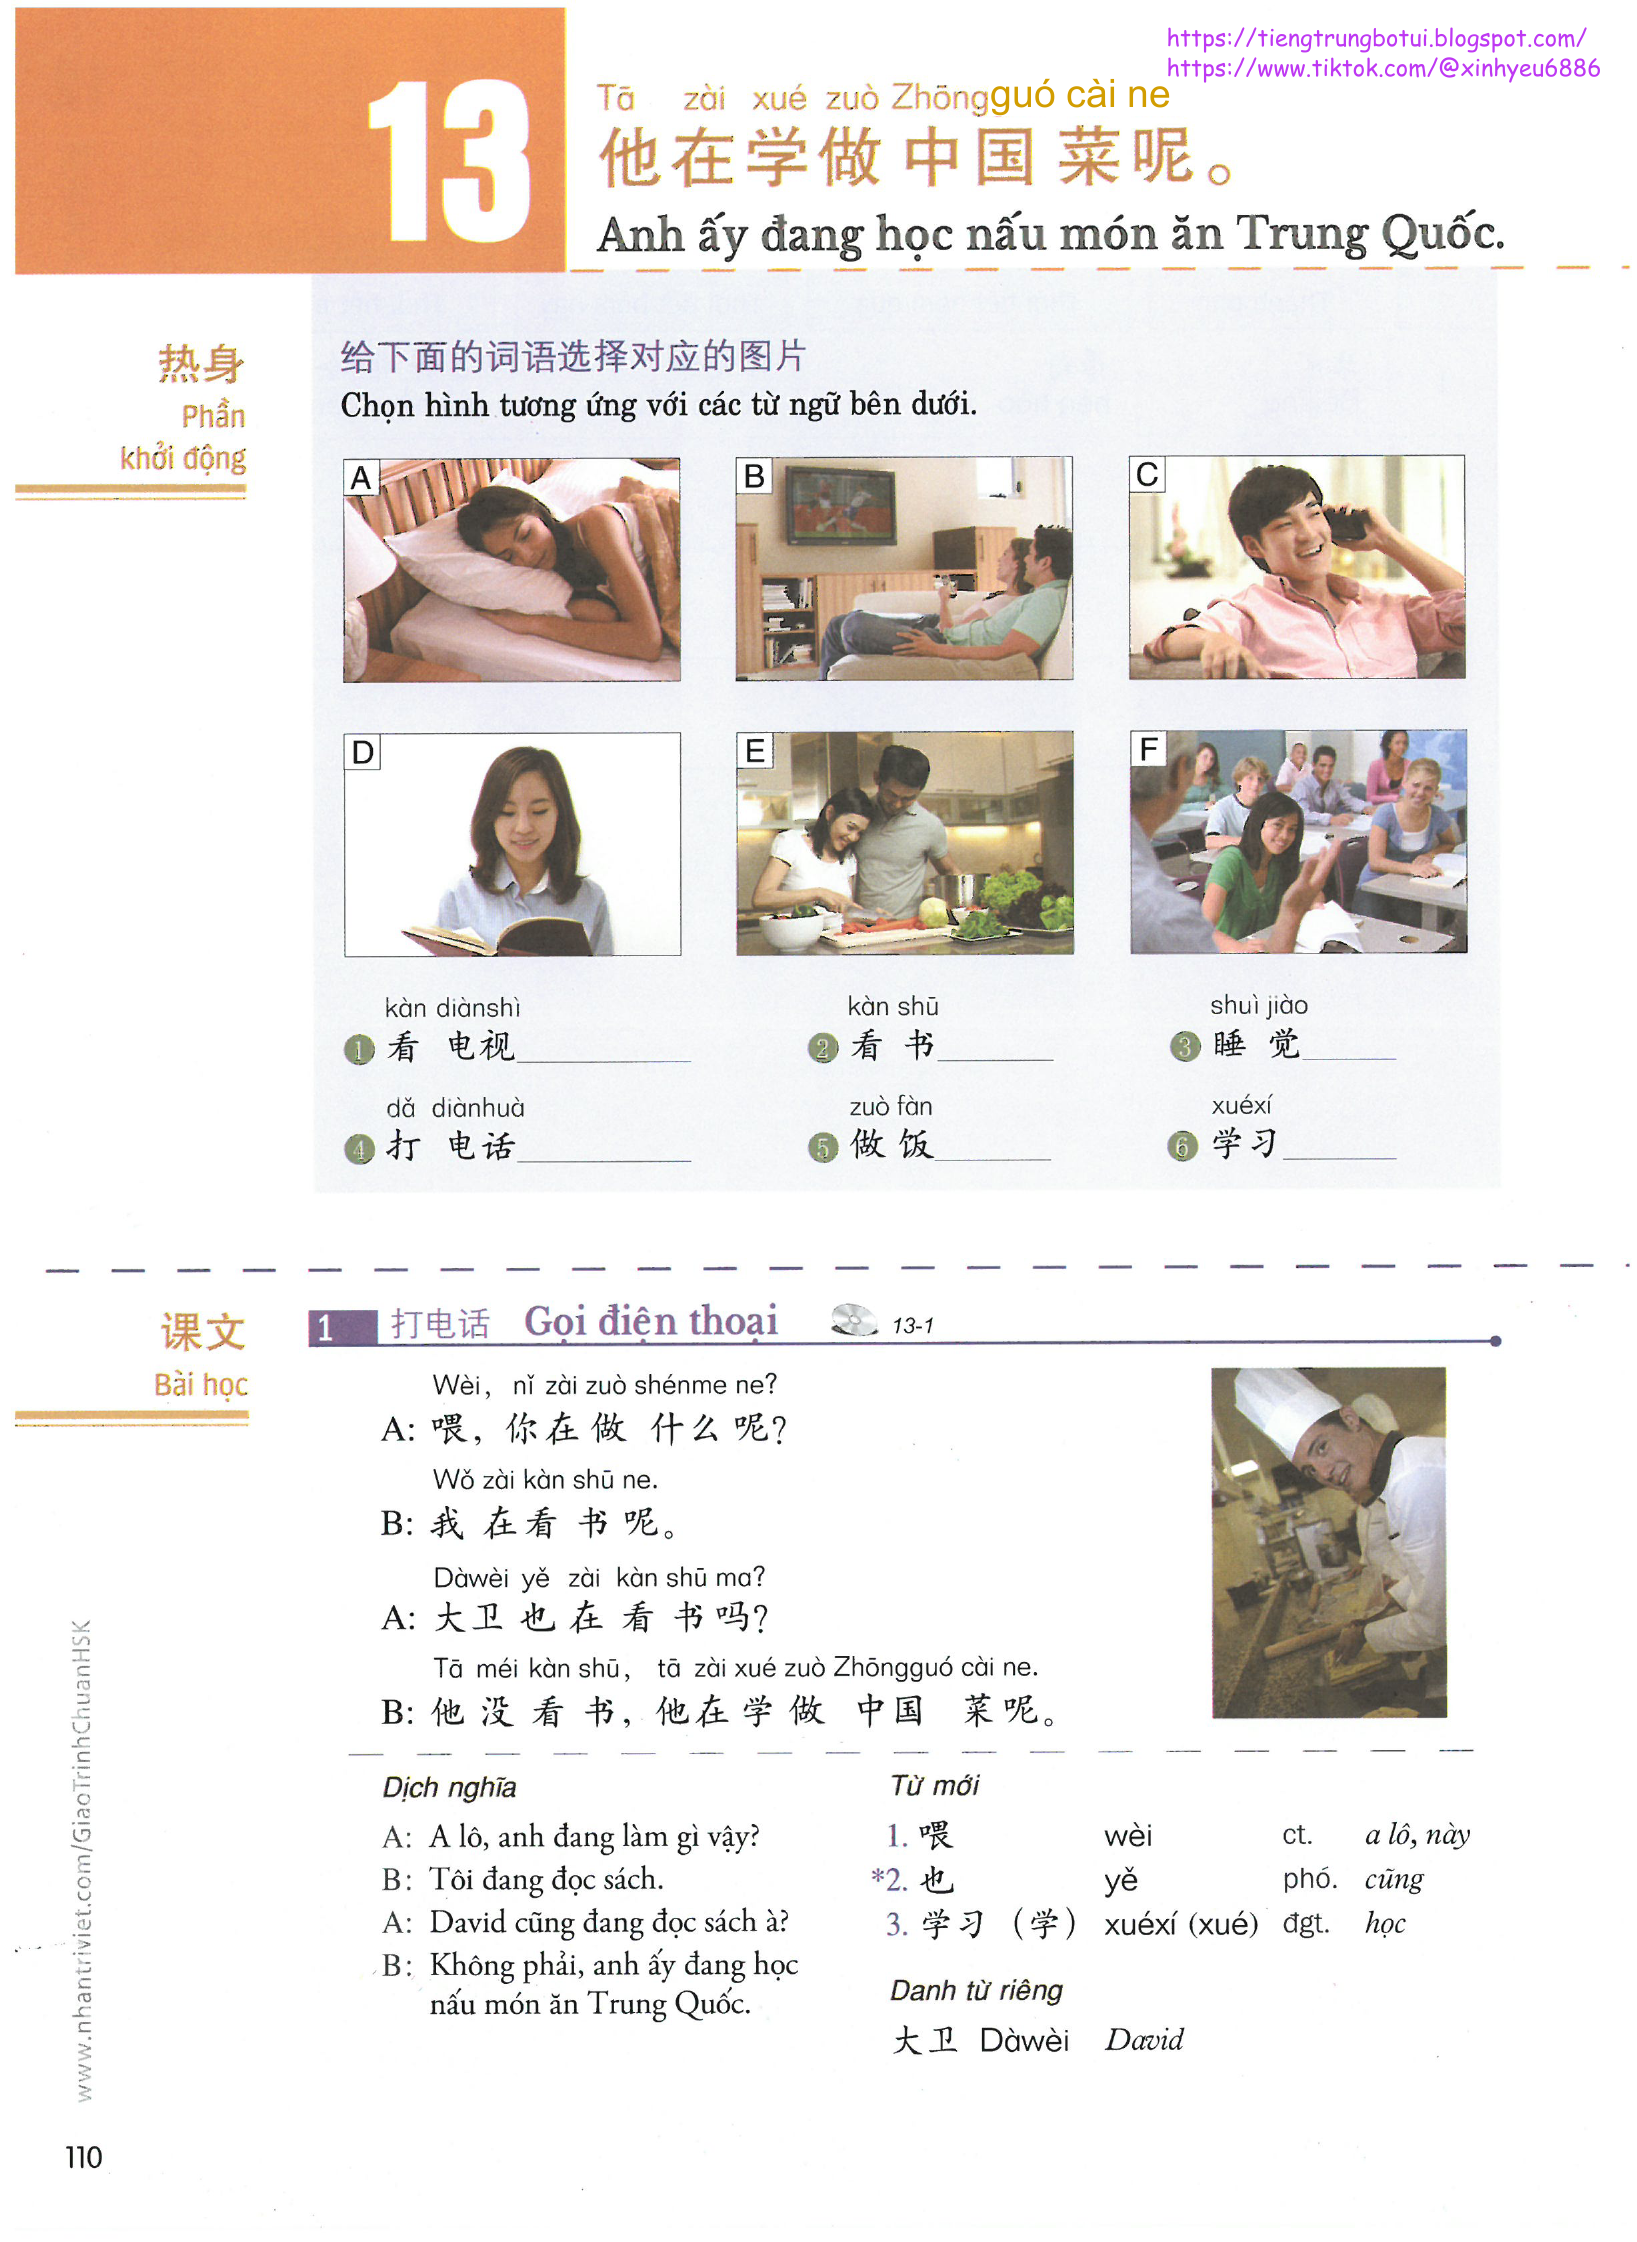 https://tiengtrungbotui.blogspot.com/
https://www.tiktok.com/@xinhyeu6886
13
Tā zài xué zuò Zhōngguó cài ne
他在学做中国菜呢。
Anh ấy đang học nấu món ăn Trung Quốc.
热身
Phần
khởi động
给下面的词语选择对应的图片
Chọn hình tương ứng với các từ ngữ bên dưới.
A
B
C
D
E
F
kàn diànshì kàn shū shuì jiào
1 看 电视 2 看 书 3 睡 觉
dǎ diànhuà zuò fàn xuéxí
4 打 电话 5 做 饭 6 学习
课文
Bài học
1 打电话 Gọi điện thoại 13-1
Wèi, nǐ zài zuò shénme ne?
A: 喂，你在做 什么呢?
Wǒ zài kàn shū ne.
B: 我 在看 书 呢。
Dàwèi yě zài kàn shū ma?
A: 大卫 也 在 看 书吗?
Tā méi kàn shū, tā zài xué zuò Zhōngguó cài ne.
B: 他 没 看 书，他在学 做 中国 菜呢。
Dịch nghĩa
A: A lô, anh đang làm gì vậy?
B: Tôi đang đọc sách.
A: David cũng đang đọc sách à?
B: Không phải, anh ấy đang học
nấu món ăn Trung Quốc.
Từ mới
1. 喂 wèi ct. a lô, này
*2. 也 yě phó. cũng
3. 学习（学） xuéxí (xué) đgt. học
Danh từ riêng
大卫 Dàwèi David
www.nhantriviet.com/GiaoTrinhChuanHSK
110